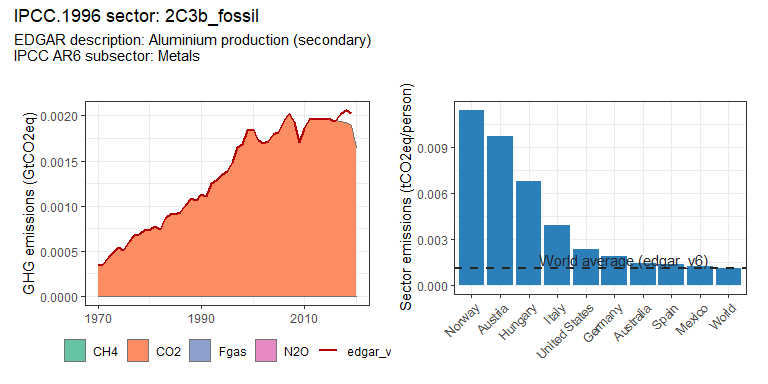 IPCC.1996 sector: 2C3b_fossil
EDGAR description: Aluminium production (secondary)
IPCC AR6 subsector: Metals
GHG emissions (GtCO2eq)
0.0020
0.0015
0.0010
0.0005
0.0000
1970
1990
2010
CH4
CO2
Fgas
N2O
edgar_v
Sector emissions (tCO2eq/person)
0.009
0.006
0.003
0.000
World average (edgar_v6)
Norway
Austria
Hungary
Italy
United States
Germany
Australia
Spain
Mexico
World